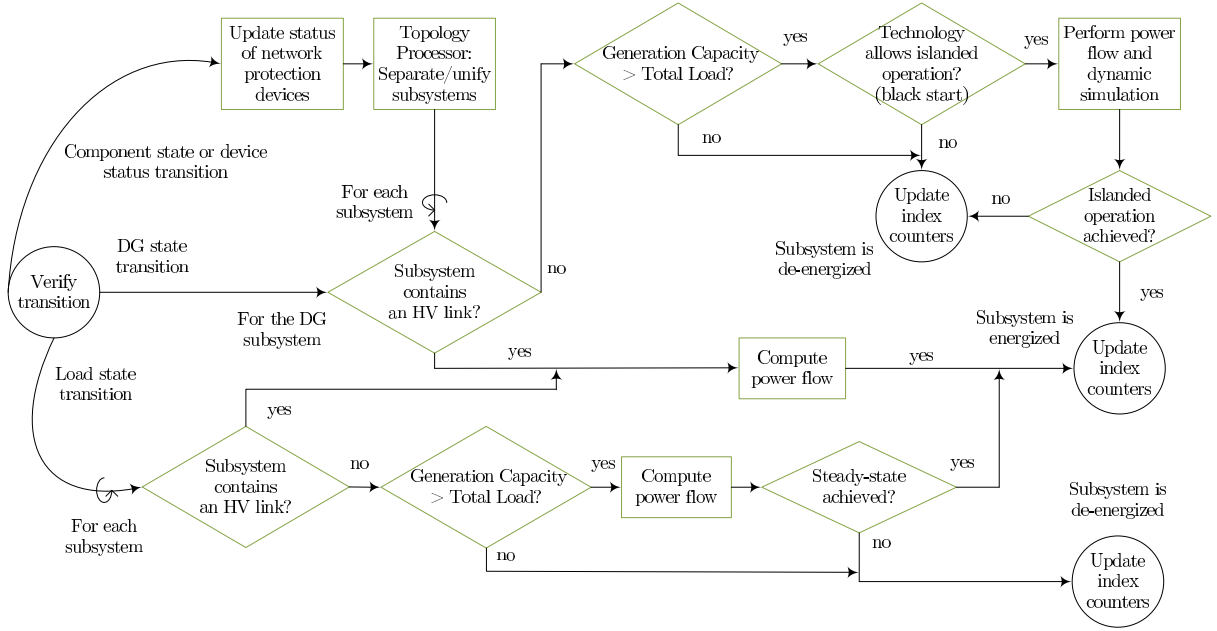 Update status
of network
protection
devices
Topology
Processor:
Separate/unify
subsystems
Generation Capacity
> Total Load?
yes
Technology
allows islanded
operation?
(black start)
yes
Perform power
flow and
dynamic
simulation
no
no
no
Component state or device
status transition
For each
subsystem
Update
index
counters
no
Islanded
operation
achieved?
Subsystem is
de-energized
DG state
transition
Verify
transition
Subsystem
contains
an HV link?
no
For the DG
subsystem
yes
Subsystem is
energized
yes
Compute
power flow
yes
Update
index
counters
Load state
transition
yes
Subsystem
contains
an HV link?
no
Generation Capacity
> Total Load?
yes
Compute
power flow
Steady-state
achieved?
yes
For each
subsystem
no
no
Subsystem is
de-energized
Update
index
counters